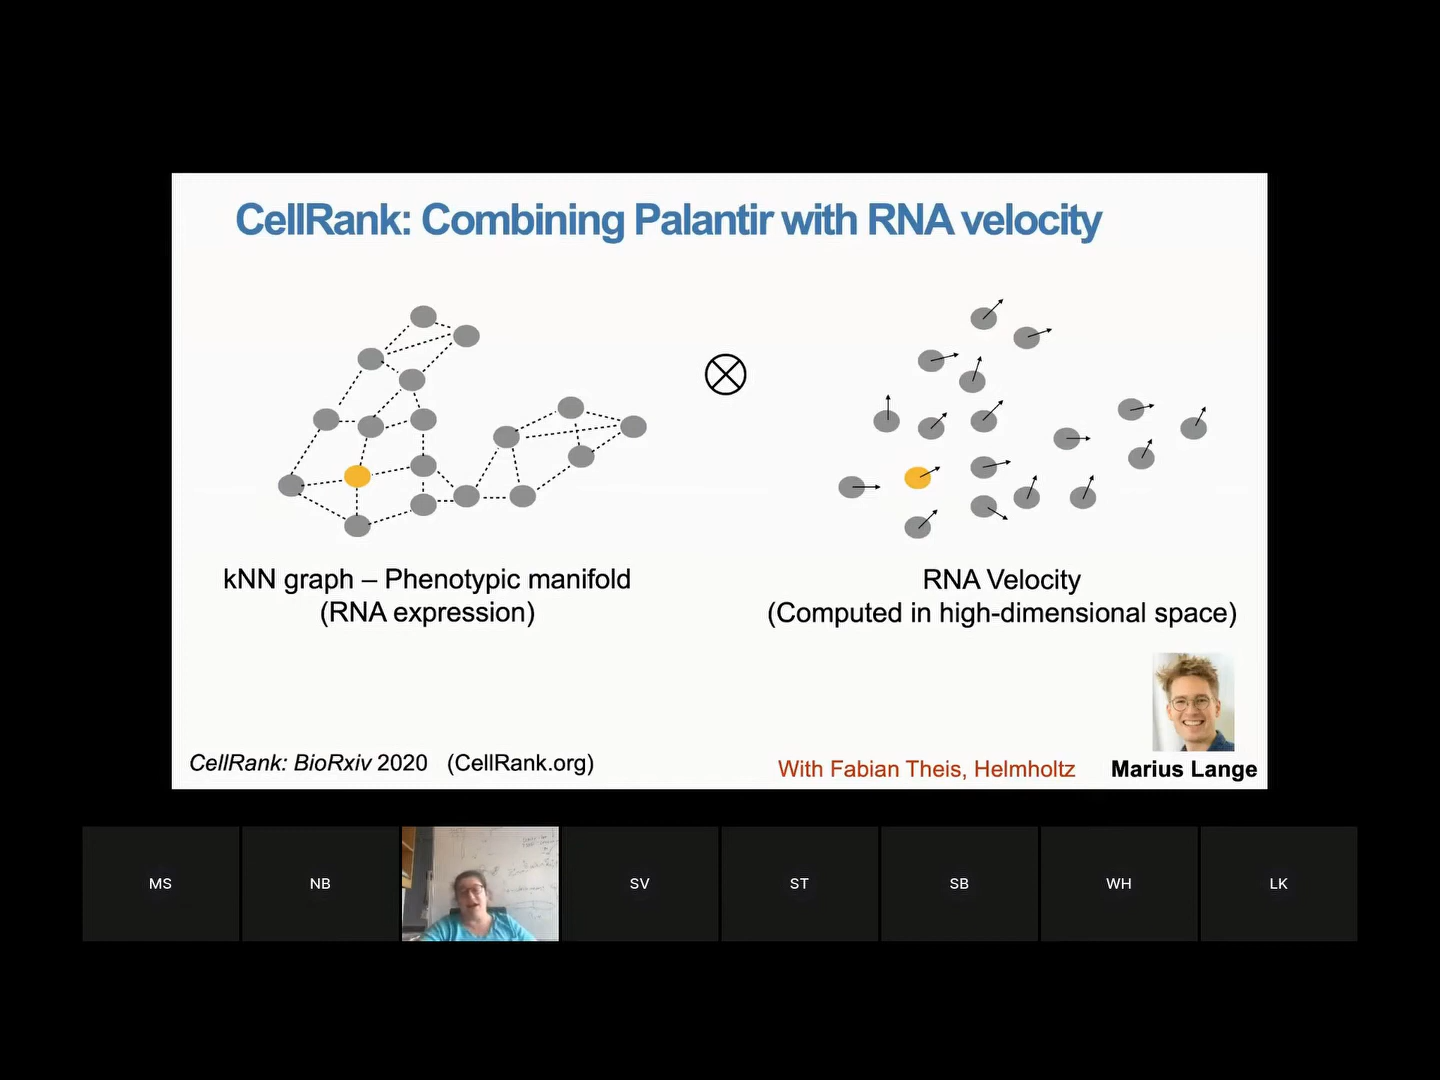 CellRank: Combining Palantir with RNA velocity
kNN graph – Phenotypic manifold
(RNA expression)
RNA Velocity
(Computed in high-dimensional space)
CellRank: BioRxiv 2020 (CellRank.org)
With Fabian Theis, Helmholtz
Marius Lange
MS
NB
SV
ST
SB
WH
LK